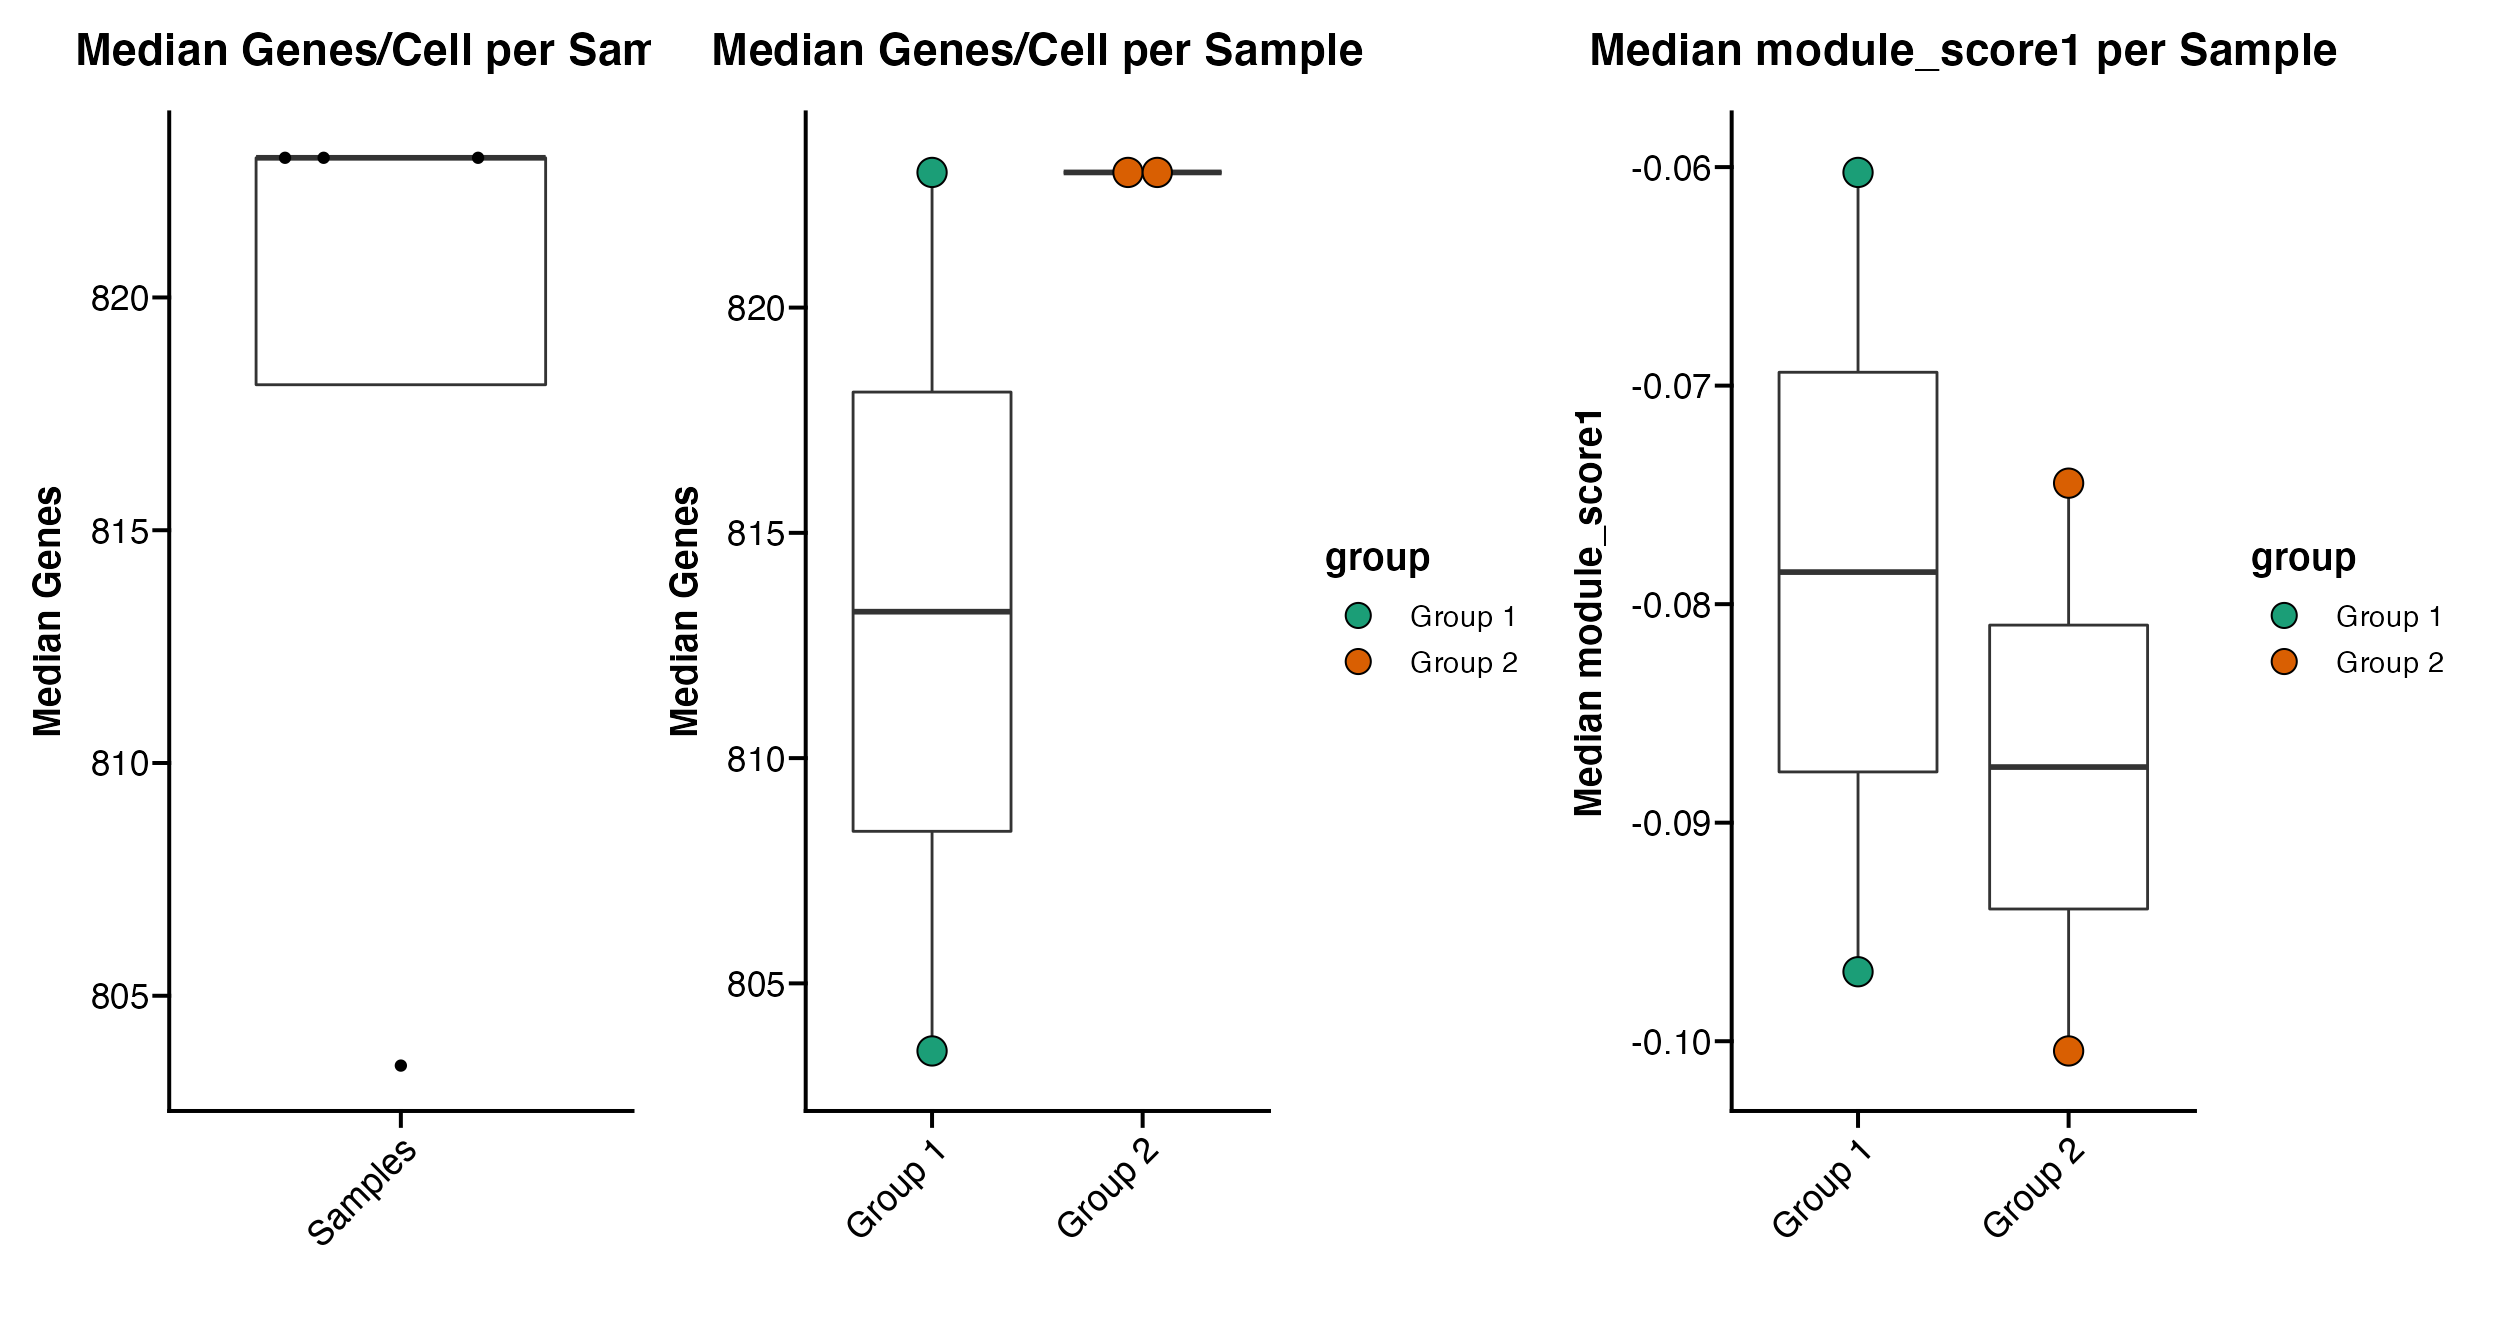 Median Genes/Cell per Sam
Median Genes
820
815
810
805
Samples
Median Genes/Cell per Sample
Median Genes
820
815
810
805
Group 1
Group 2
group
Group 1
Group 2
Median module_score1 per Sample
Median module_score1
-0.06
-0.07
-0.08
-0.09
-0.10
Group 1
Group 2
group
Group 1
Group 2